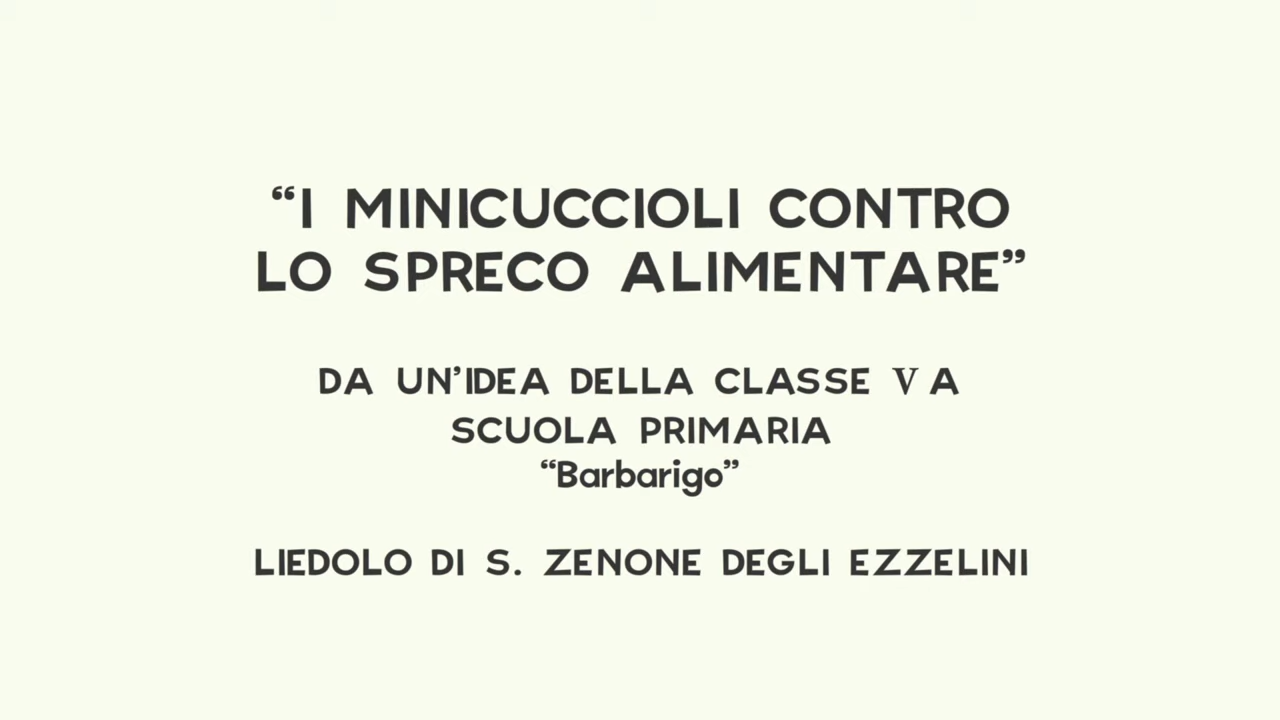 “I MINICUCCIOLI CONTRO
LO SPRECO ALIMENTARE”
DA UN’IDEA DELLA CLASSE V A
SCUOLA PRIMARIA
“Barbarigo”
LIEDOLO DI S. ZENONE DEGLI EZZELINI